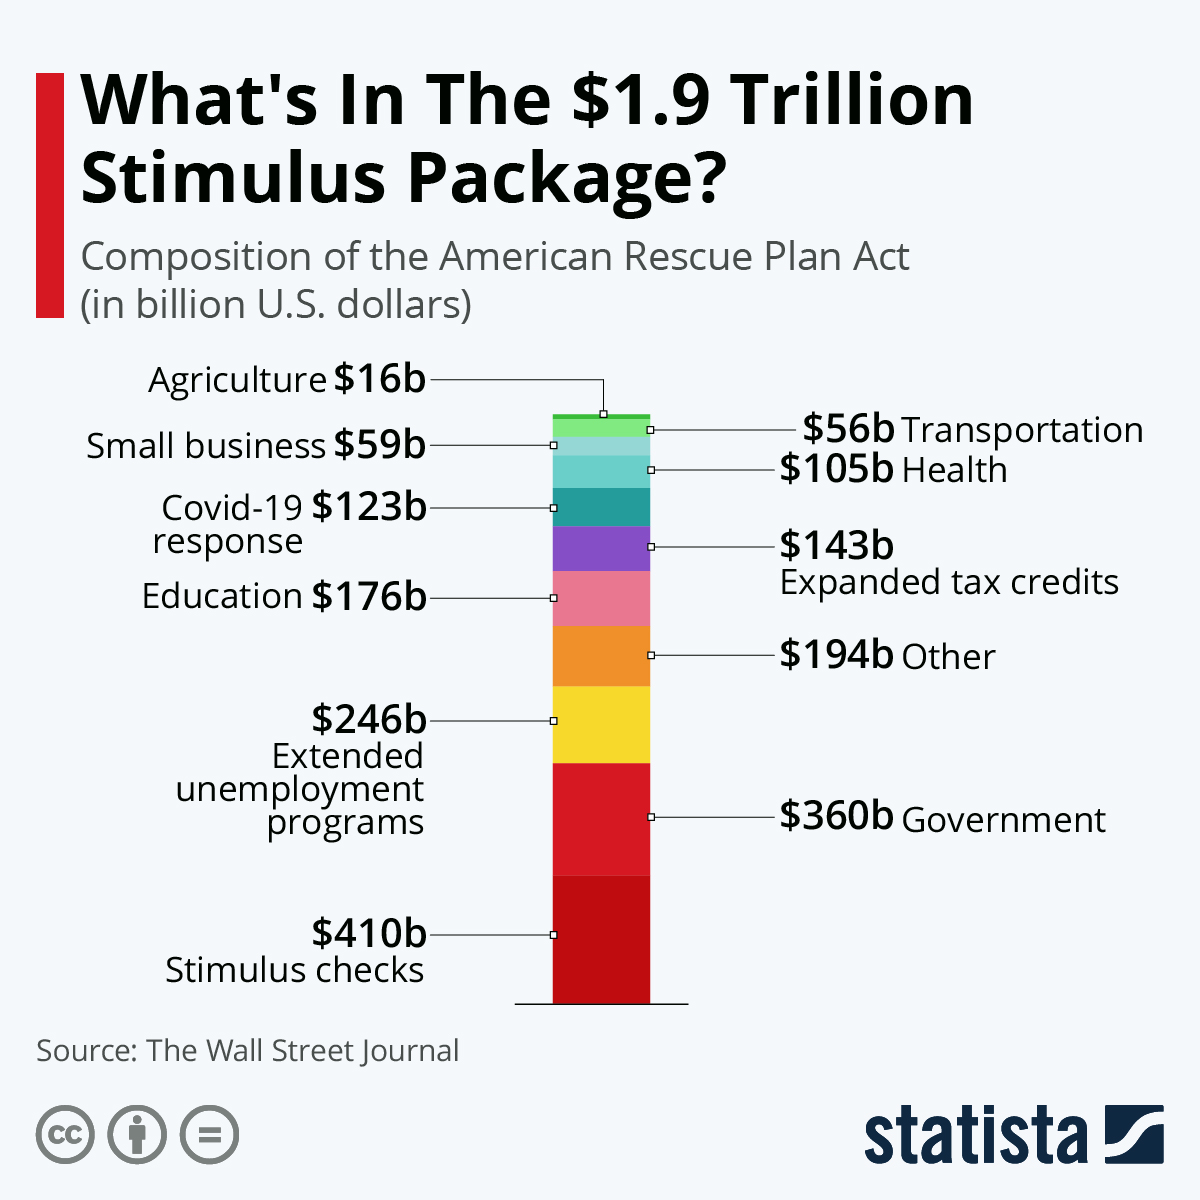 What's In The $1.9 Trillion
Stimulus Package?
Composition of the American Rescue Plan Act
(in billion U.S. dollars)
Agriculture $16b
$56b Transportation
Small business $59b
$105b Health
Covid-19 $123b
response
$143b
Expanded tax credits
Education $176b
$194b Other
$246b
Extended
unemployment
programs
$360b Government
$410b
Stimulus checks
Source: The Wall Street Journal
cc
statista